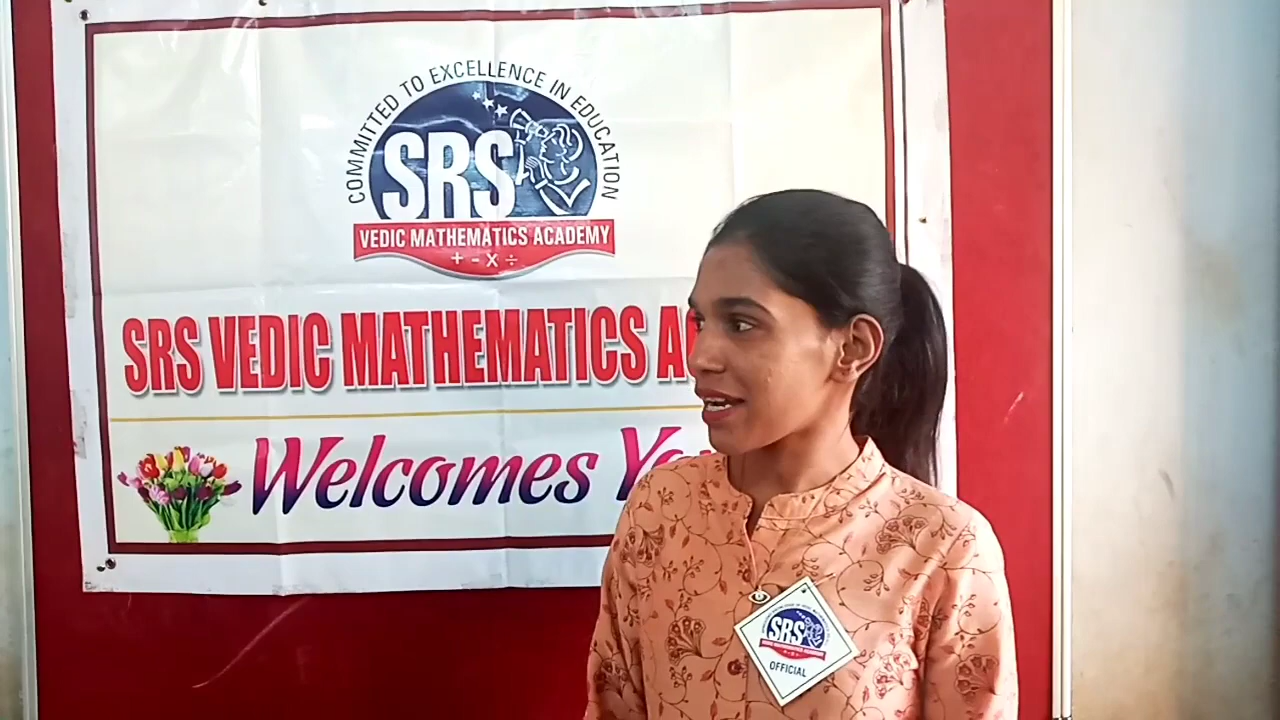 COMMITTED TO EXCELLENCE IN EDUCATION
SRS
VEDIC MATHEMATICS ACADEMY
+ - x ÷
SRS VEDIC MATHEMATICS
Welcomes
SRS
OFFICIAL